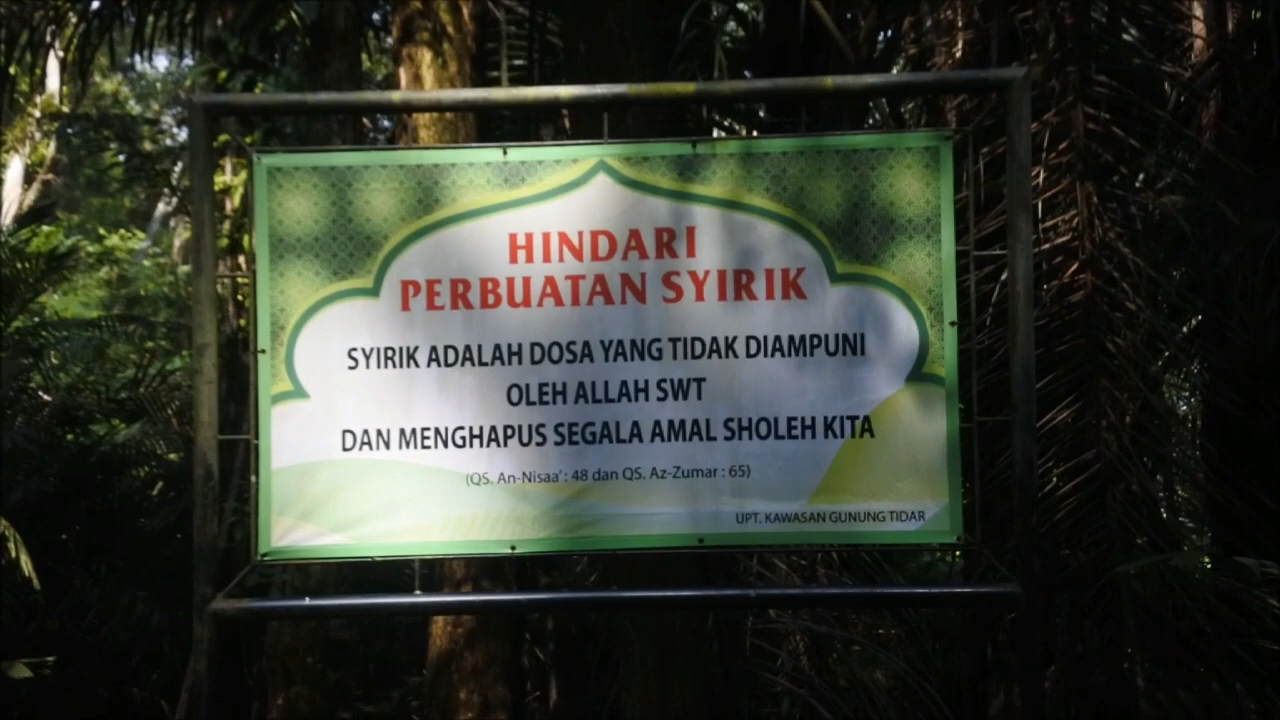 HINDARI
PERBUATAN SYIRIK
SYIRIK ADALAH DOSA YANG TIDAK DIAMPUNI
OLEH ALLAH SWT
DAN MENGHAPUS SEGALA AMAL SHOLEH KITA
(QS. An-Nisaa' : 48 dan QS. Az-Zumar : 65)
UPT. KAWASAN GUNUNG TIDAR